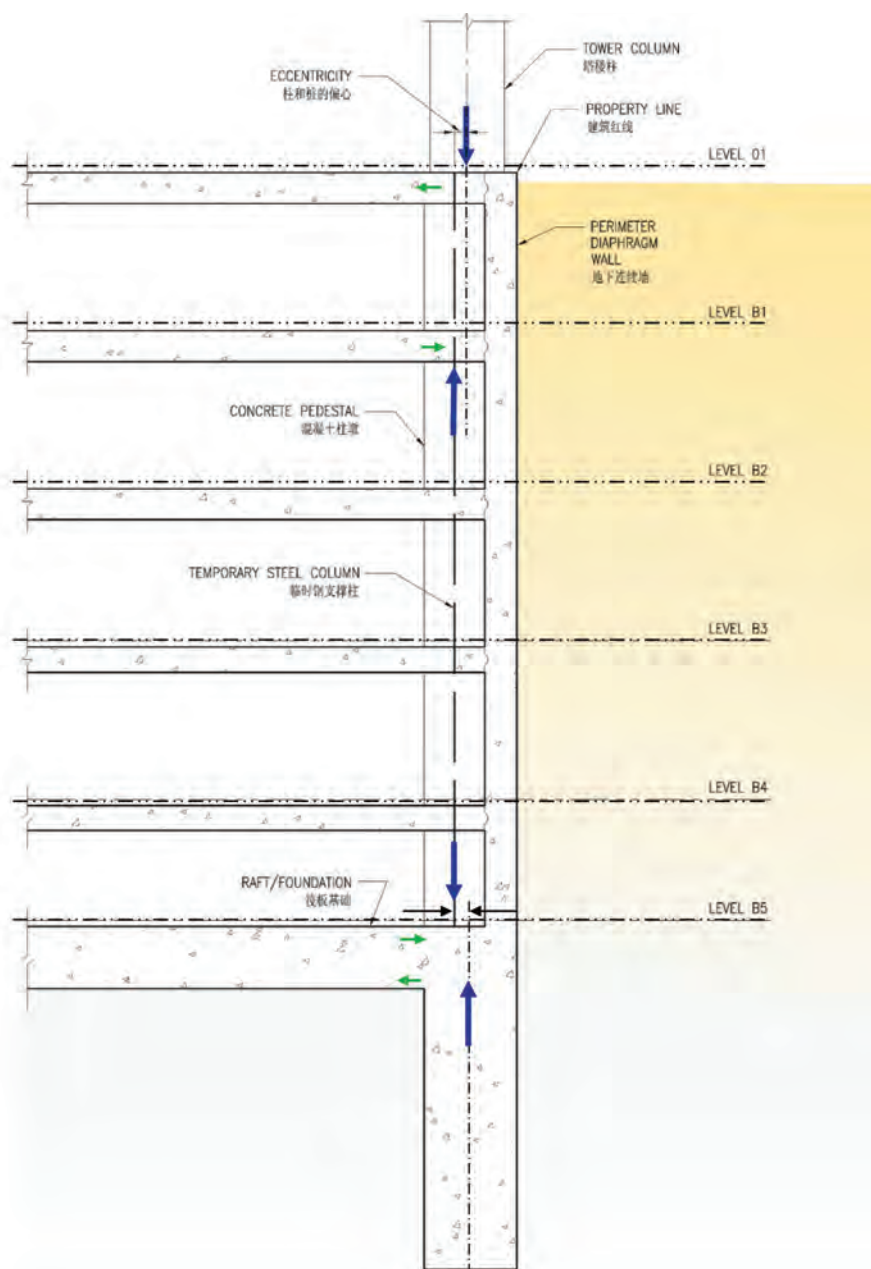 TOWER COLUMN
塔楼柱
ECCENTRICITY
柱和桩的偏心
PROPERTY LINE
建筑红线
LEVEL 01
PERIMETER
DIAPHRAGM
WALL
地下连续墙
LEVEL B1
CONCRETE PEDESTAL
混凝土柱墩
LEVEL B2
TEMPORARY STEEL COLUMN
临时钢支撑柱
LEVEL B3
LEVEL B4
RAFT/FOUNDATION
筏板基础
LEVEL B5